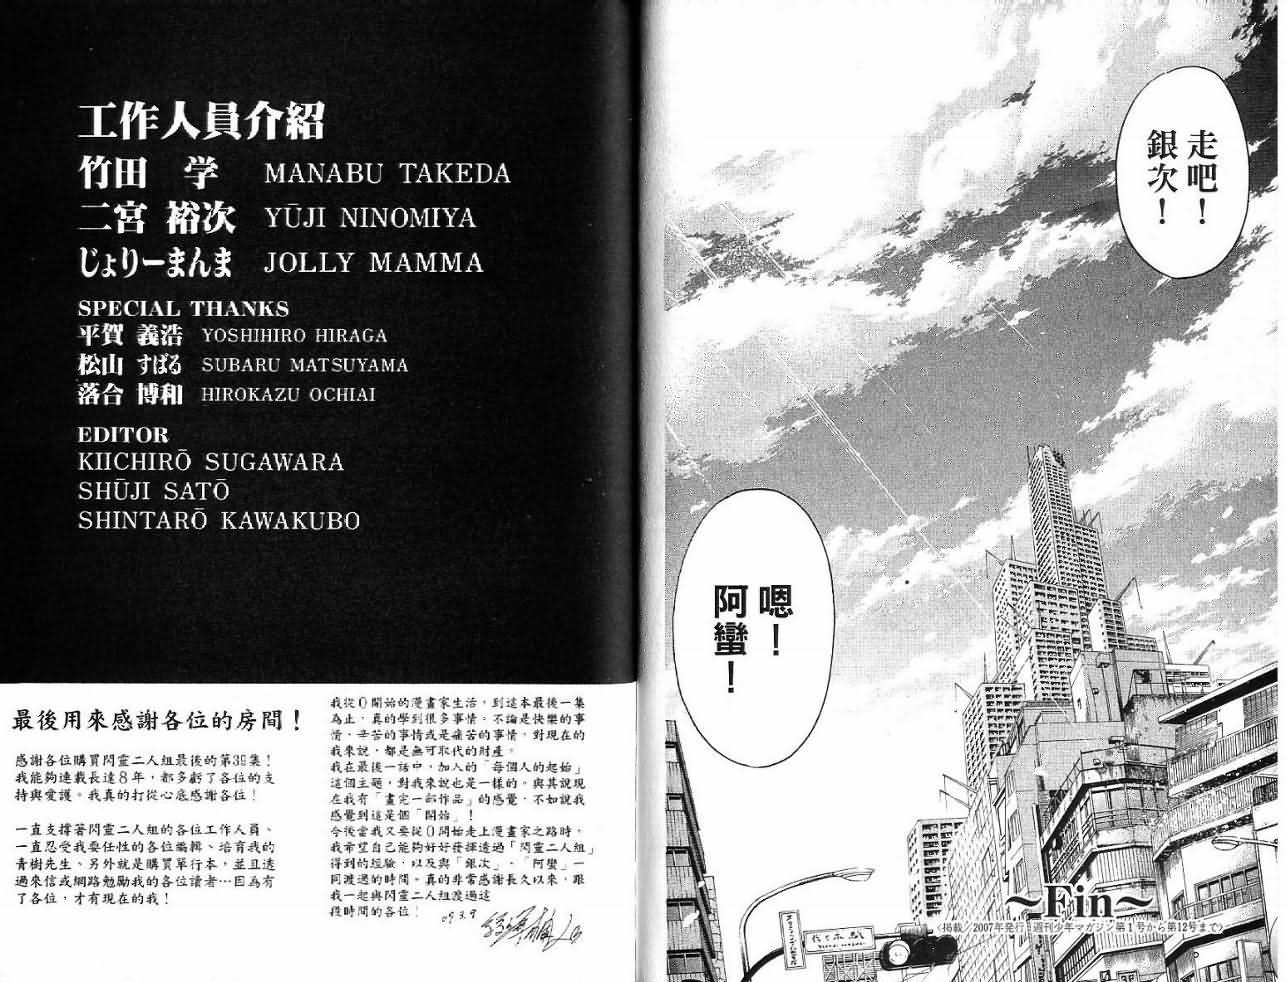 走吧！
銀次！
嗯！
阿蠻！
～Fin～
〈掲載／2007年発行 週刊少年マガジン第1号から第12号まで〉
工作人員介紹
竹田 学 MANABU TAKEDA
二宮 裕次 YŪJI NINOMIYA
じょりーまんま JOLLY MAMMA
SPECIAL THANKS
平賀 義浩 YOSHIHIRO HIRAGA
松山 すばる SUBARU MATSUYAMA
落合 博和 HIROKAZU OCHIAI
EDITOR
KIICHIRŌ SUGAWARA
SHŪJI SATŌ
SHINTARŌ KAWAKUBO
最後用來感謝各位的房間！
感謝各位購買閃靈二人組最後的第39集！
我能夠連載長達8年，都多虧了各位的支
持與愛護。我真的打從心底感謝各位！
一直支撐著閃靈二人組的各位工作人員、
一直忍受我耍任性的各位編輯、培育我的
青樹先生、另外就是購買單行本，並且透
過來信或網路勉勵我的各位讀者…因為有
了各位，才有現在的我！
我從0開始的漫畫家生活，到這本最後一集
為止，真的學到很多事情。不論是快樂的事
情、辛苦的事情或是痛苦的事情，對現在的
我來說，都是無可取代的財產。
我在最後一話中，加入的「每個人的起始」
這個主題，對我來說也是一樣的。與其說現
在我有「畫完一部作品」的感覺，不如說我
感覺到這是個「開始」！
今後當我又要從0開始走上漫畫家之路時，
我希望自己能夠好好發揮透過「閃靈二人組」
得到的經驗，以及與「銀次」、「阿蠻」一
同渡過的時間。真的非常感謝長久以來，跟
我一起與閃靈二人組渡過這
段時間的各位！
07.3.9